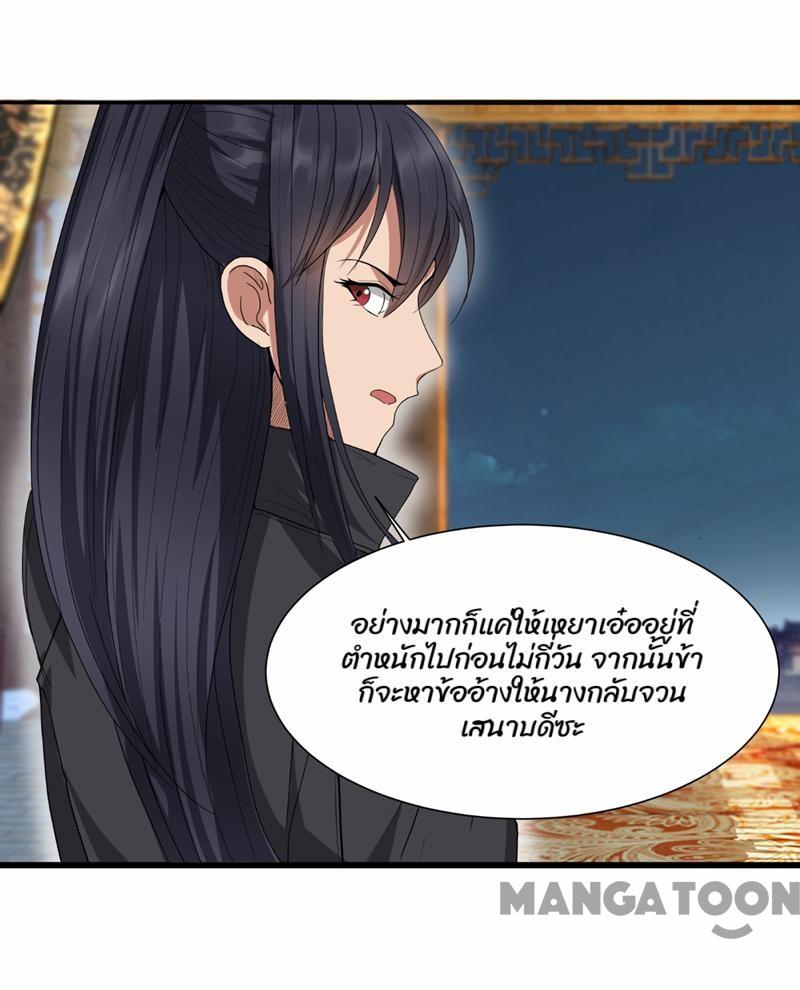 อย่างมากก็แค่ให้เหยาเอ๋ออยู่ที่
ตำหนักไปก่อนไม่กี่วัน จากนั้นข้า
ก็จะหาข้ออ้างให้นางกลับจวน
เสนาบดีซะ
MANGATOON